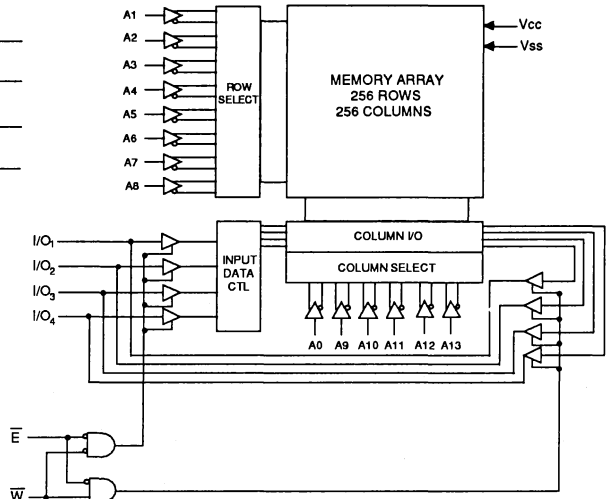 A1
A2
A3
A4
A5
A6
A7
A8
ROW
SELECT
MEMORY ARRAY
256 ROWS
256 COLUMNS
Vcc
Vss
I/O1
I/O2
I/O3
I/O4
INPUT
DATA
CTL
COLUMN I/O
COLUMN SELECT
A0 A9 A10 A11 A12 A13
E
W